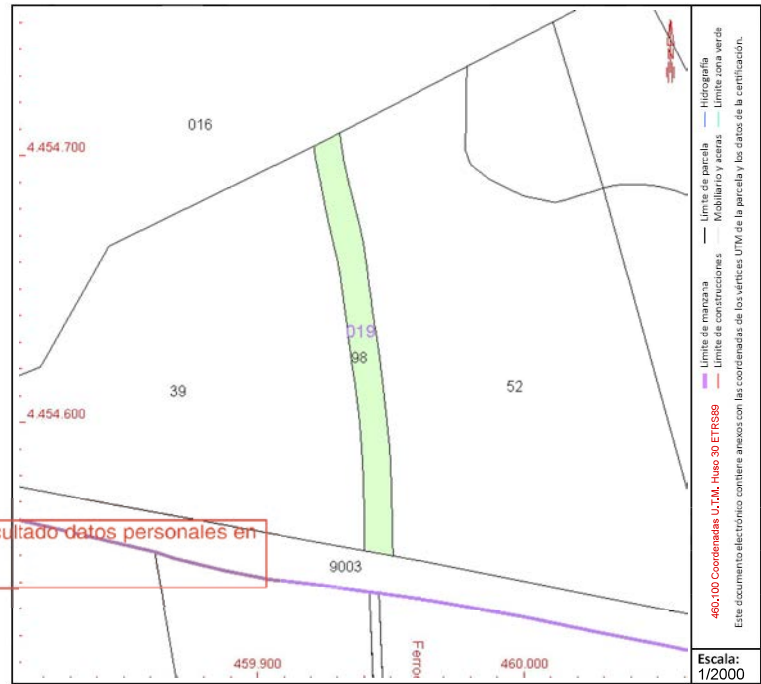 016
4.454.700
019
98
39
52
4.454.600
cultado datos personales en
9003
459.900
Ferro
460.000
Límite de manzana
Límite de parcela
Hidrografía
Límite de construcciones
Mobiliario y aceras
Límite zona verde
460.100 Coordenadas U.T.M. Huso 30 ETRS89
Este documento electrónico contiene anexos con las coordenadas de los vértices UTM de la parcela y los datos de la certificación.
Escala:
1/2000